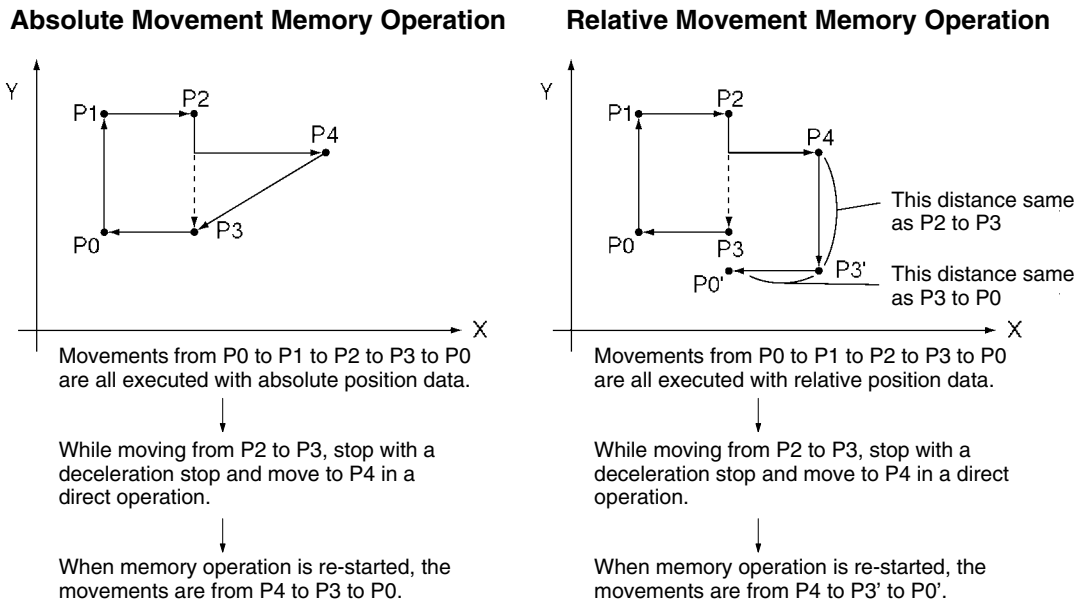 Absolute Movement Memory Operation
Y
P1
P2
P4
P0
P3
X
Movements from P0 to P1 to P2 to P3 to P0
are all executed with absolute position data.
While moving from P2 to P3, stop with a
deceleration stop and move to P4 in a
direct operation.
When memory operation is re-started, the
movements are from P4 to P3 to P0.
Relative Movement Memory Operation
Y
P1
P2
P4
This distance same
as P2 to P3
P0
P3
P0'
P3'
This distance same
as P3 to P0
X
Movements from P0 to P1 to P2 to P3 to P0
are all executed with relative position data.
While moving from P2 to P3, stop with a
deceleration stop and move to P4 in a direct
operation.
When memory operation is re-started, the
movements are from P4 to P3’ to P0’.